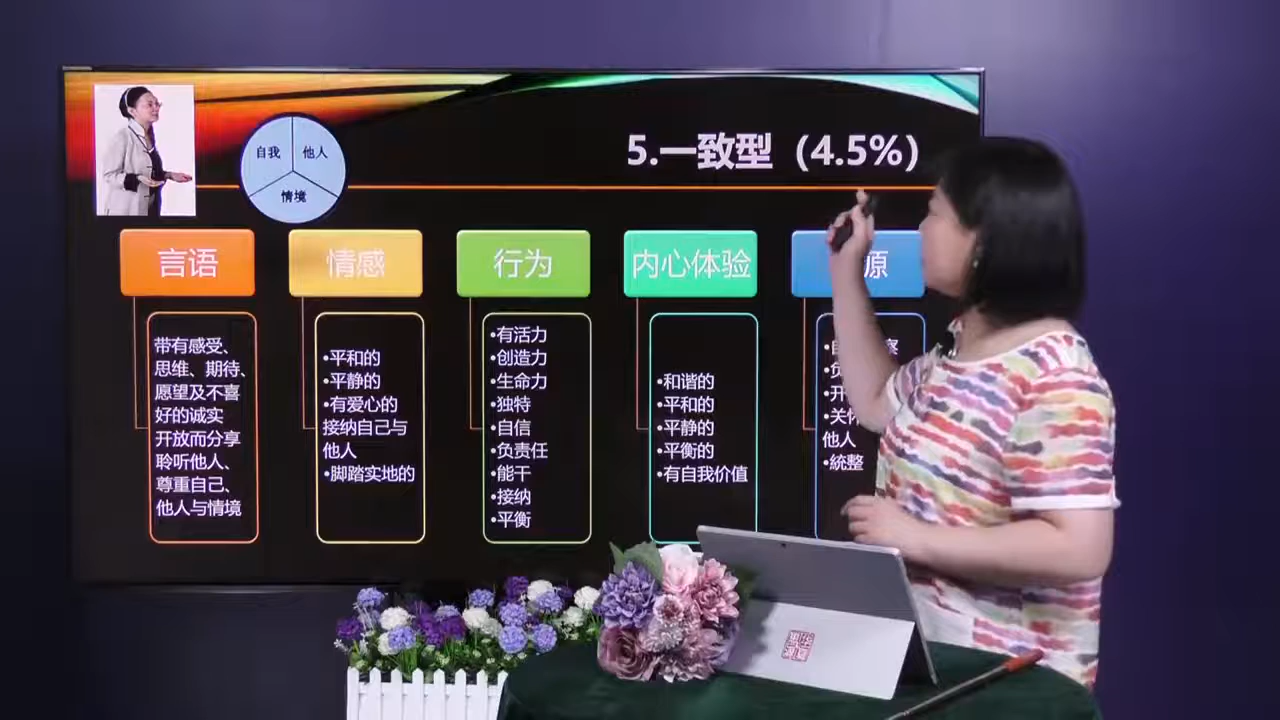 5.一致型（4.5%）
自我
他人
情境
言语
带有感受、
思维、期待、
愿望及不喜
好的诚实
开放而分享
聆听他人、
尊重自己、
他人与情境
情感
•平和的
•平静的
•有爱心的
接纳自己与
他人
•脚踏实地的
行为
•有活力
•创造力
•生命力
•独特
•自信
•负责任
•能干
•接纳
•平衡
内心体验
•和谐的
•平和的
•平静的
•平衡的
•有自我价值
源
•关怀
他人
•統整